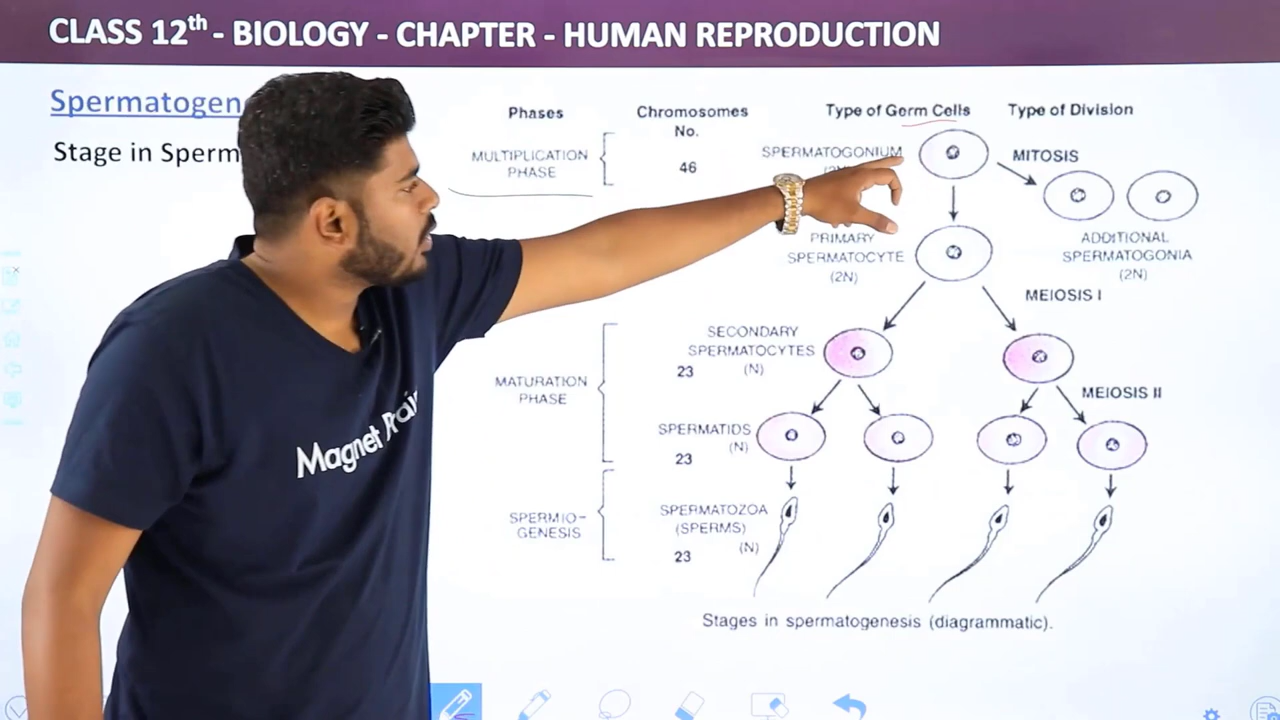 CLASS 12th - BIOLOGY - CHAPTER - HUMAN REPRODUCTION
Spermatogen
Stage in Sperm
Phases
Chromosomes
No.
Type of Germ Cells
Type of Division
MULTIPLICATION
PHASE
46
SPERMATOGONIUM
MITOSIS
PRIMARY
SPERMATOCYTE
(2N)
ADDITIONAL
SPERMATOGONIA
(2N)
MEIOSIS I
SECONDARY
SPERMATOCYTES
(N)
23
MATURATION
PHASE
MEIOSIS II
SPERMATIDS
(N)
23
SPERMIO-
GENESIS
SPERMATOZOA
(SPERMS)
(N)
23
Stages in spermatogenesis (diagrammatic).
Magnet Brain